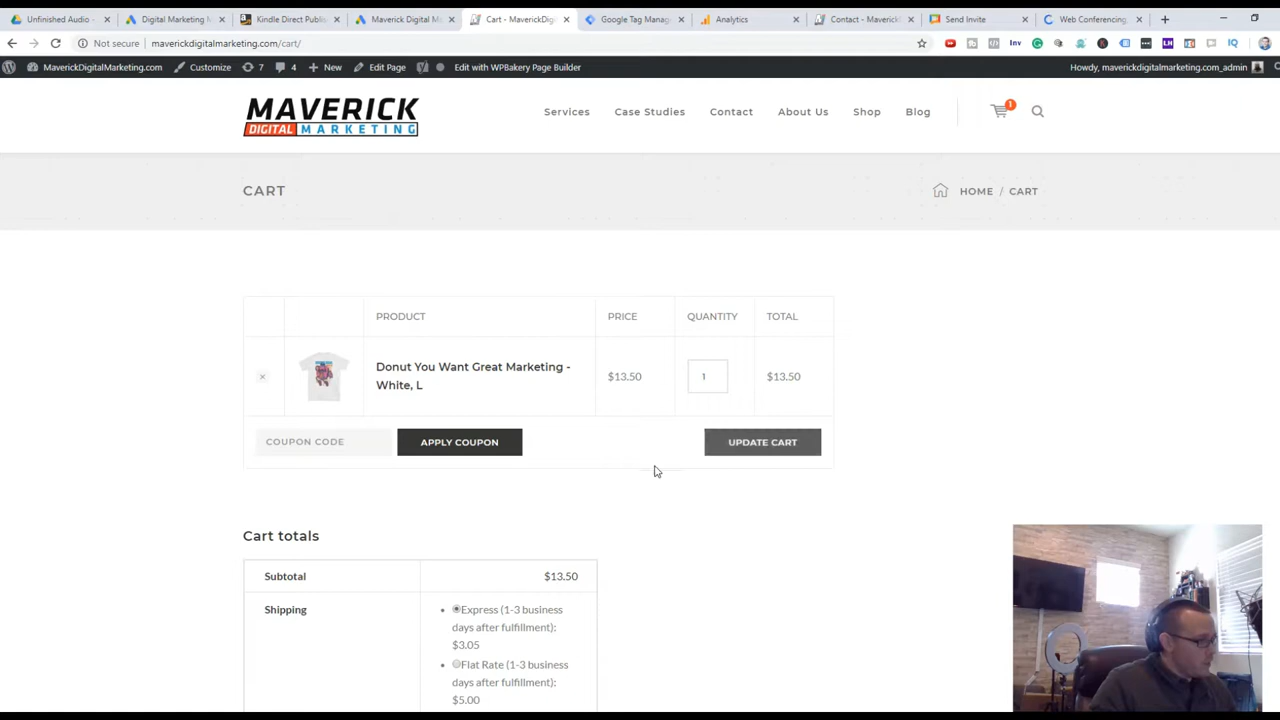 Unfinished Audio - Digital Marketing M Kindle Direct Publi Maverick Digital M Cart - MaverickDig Google Tag Manag Analytics Contact - Maverick Send Invite Web Conferencing,
Not secure maverickdigitalmarketing.com/cart/ Inv LH IQ
MaverickDigitalMarketing.com Customize 7 4 New Edit Page Edit with WPBakery Page Builder Howdy, maverickdigitalmarketing.com_admin
MAVERICK
DIGITAL MARKETING
Services Case Studies Contact About Us Shop Blog 1
CART HOME / CART
PRODUCT PRICE QUANTITY TOTAL
Donut You Want Great Marketing -
White, L
$13.50 1 $13.50
COUPON CODE APPLY COUPON UPDATE CART
Cart totals
Subtotal $13.50
Shipping Express (1-3 business
days after fulfillment):
$3.05
Flat Rate (1-3 business
days after fulfillment):
$5.00